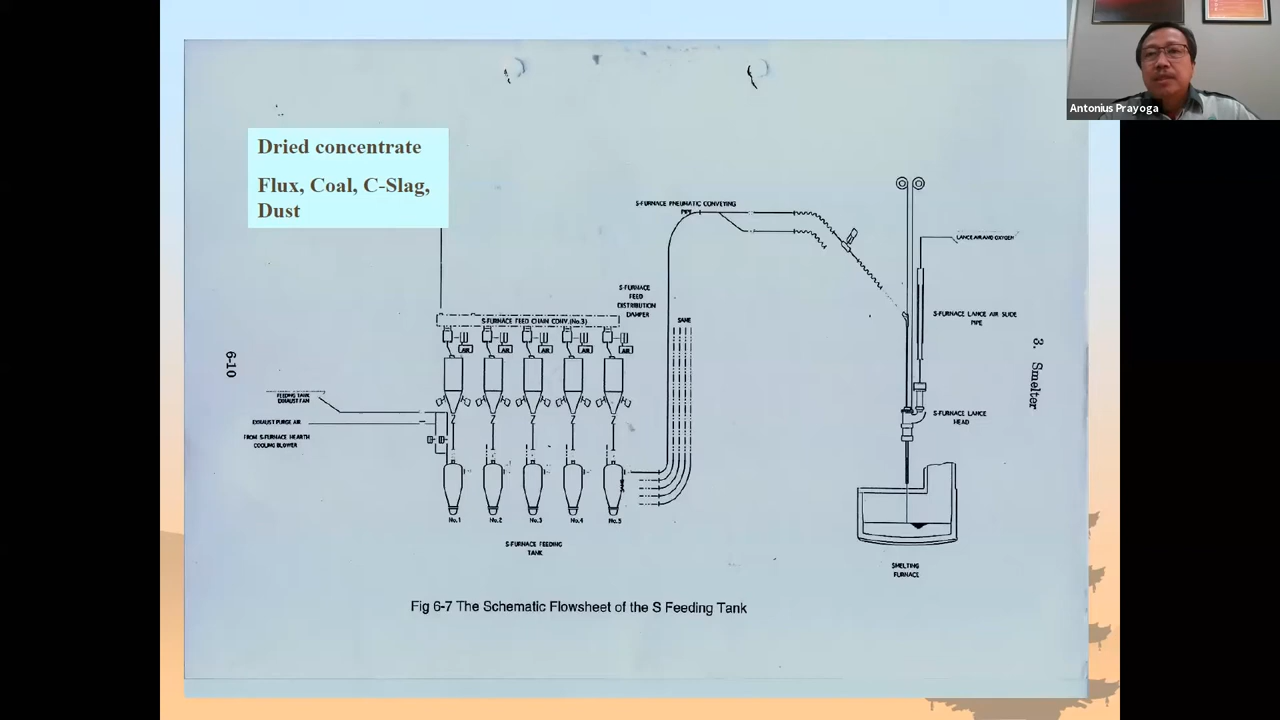 Antonius Prayoga
Dried concentrate
Flux, Coal, C-Slag,
Dust
S-FURNACE PNEUMATIC CONVEYING
PIPE
LANCE AIR AND OXYGEN
S-FURNACE
FEED
DISTRIBUTION
DAMPER
S-FURNACE FEED CHAIN CONV.(No.3)
SAME
S-FURNACE LANCE AIR SLIDE
PIPE
AIR
AIR
AIR
AIR
AIR
6-10
3. Smelter
FEEDING TANK
EXHAUST FAN
EXHAUST PURGE AIR
FROM S-FURNACE HEARTH
COOLING BLOWER
S-FURNACE LANCE
HEAD
SAME
No.1
No.2
No.3
No.4
No.5
S-FURNACE FEEDING
TANK
SMELTING
FURNACE
Fig 6-7 The Schematic Flowsheet of the S Feeding Tank